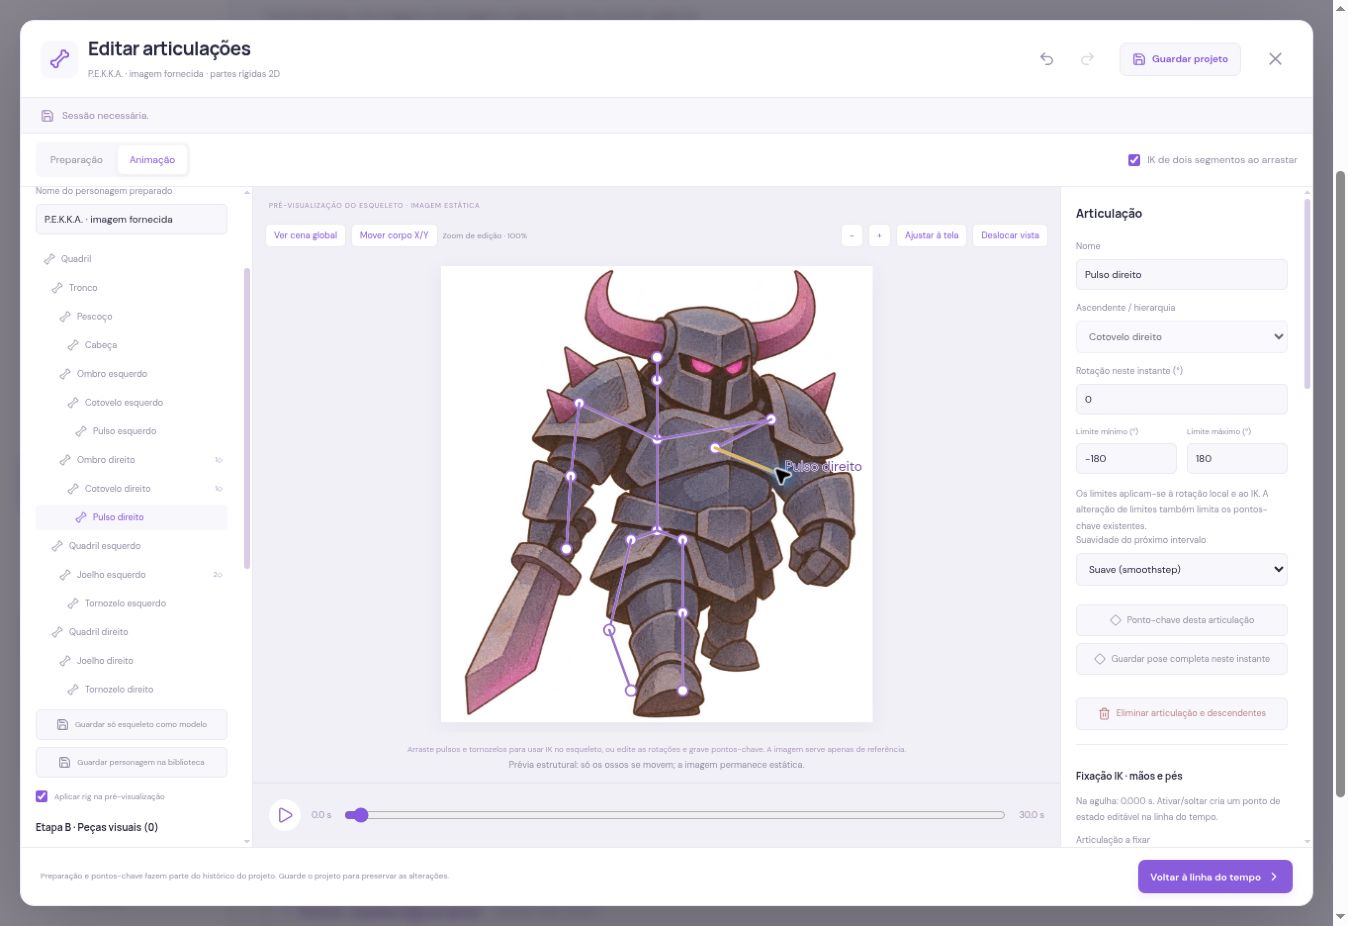 Editar articulações
P.E.K.K.A. · imagem fornecida · partes rígidas 2D
Guardar projeto
Sessão necessária.
Preparação
Animação
IK de dois segmentos ao arrastar
Nome do personagem preparado
P.E.K.K.A. · imagem fornecida
Quadril
Tronco
Pescoço
Cabeça
Ombro esquerdo
Cotovelo esquerdo
Pulso esquerdo
Ombro direito 1◇
Cotovelo direito 1◇
Pulso direito
Quadril esquerdo
Joelho esquerdo 2◇
Tornozelo esquerdo
Quadril direito
Joelho direito
Tornozelo direito
Guardar só esqueleto como modelo
Guardar personagem na biblioteca
Aplicar rig na pré-visualização
Etapa B · Peças visuais (0)
PRÉ-VISUALIZAÇÃO DO ESQUELETO · IMAGEM ESTÁTICA
Ver cena global
Mover corpo X/Y
Zoom de edição · 100%
−
+
Ajustar à tela
Deslocar vista
Pulso direito
Arraste pulsos e tornozelos para usar IK no esqueleto, ou edite as rotações e grave pontos-chave. A imagem serve apenas de referência.
Prévia estrutural: só os ossos se movem; a imagem permanece estática.
0.0 s
30.0 s
Articulação
Nome
Pulso direito
Ascendente / hierarquia
Cotovelo direito
Rotação neste instante (°)
0
Limite mínimo (°)
Limite máximo (°)
-180
180
Os limites aplicam-se à rotação local e ao IK. A
alteração de limites também limita os pontos-
chave existentes.
Suavidade do próximo intervalo
Suave (smoothstep)
Ponto-chave desta articulação
Guardar pose completa neste instante
Eliminar articulação e descendentes
Fixação IK · mãos e pés
Na agulha: 0.000 s. Ativar/soltar cria um ponto de
estado editável na linha do tempo.
Articulação a fixar
Preparação e pontos-chave fazem parte do histórico do projeto. Guarde o projeto para preservar as alterações.
Voltar à linha do tempo